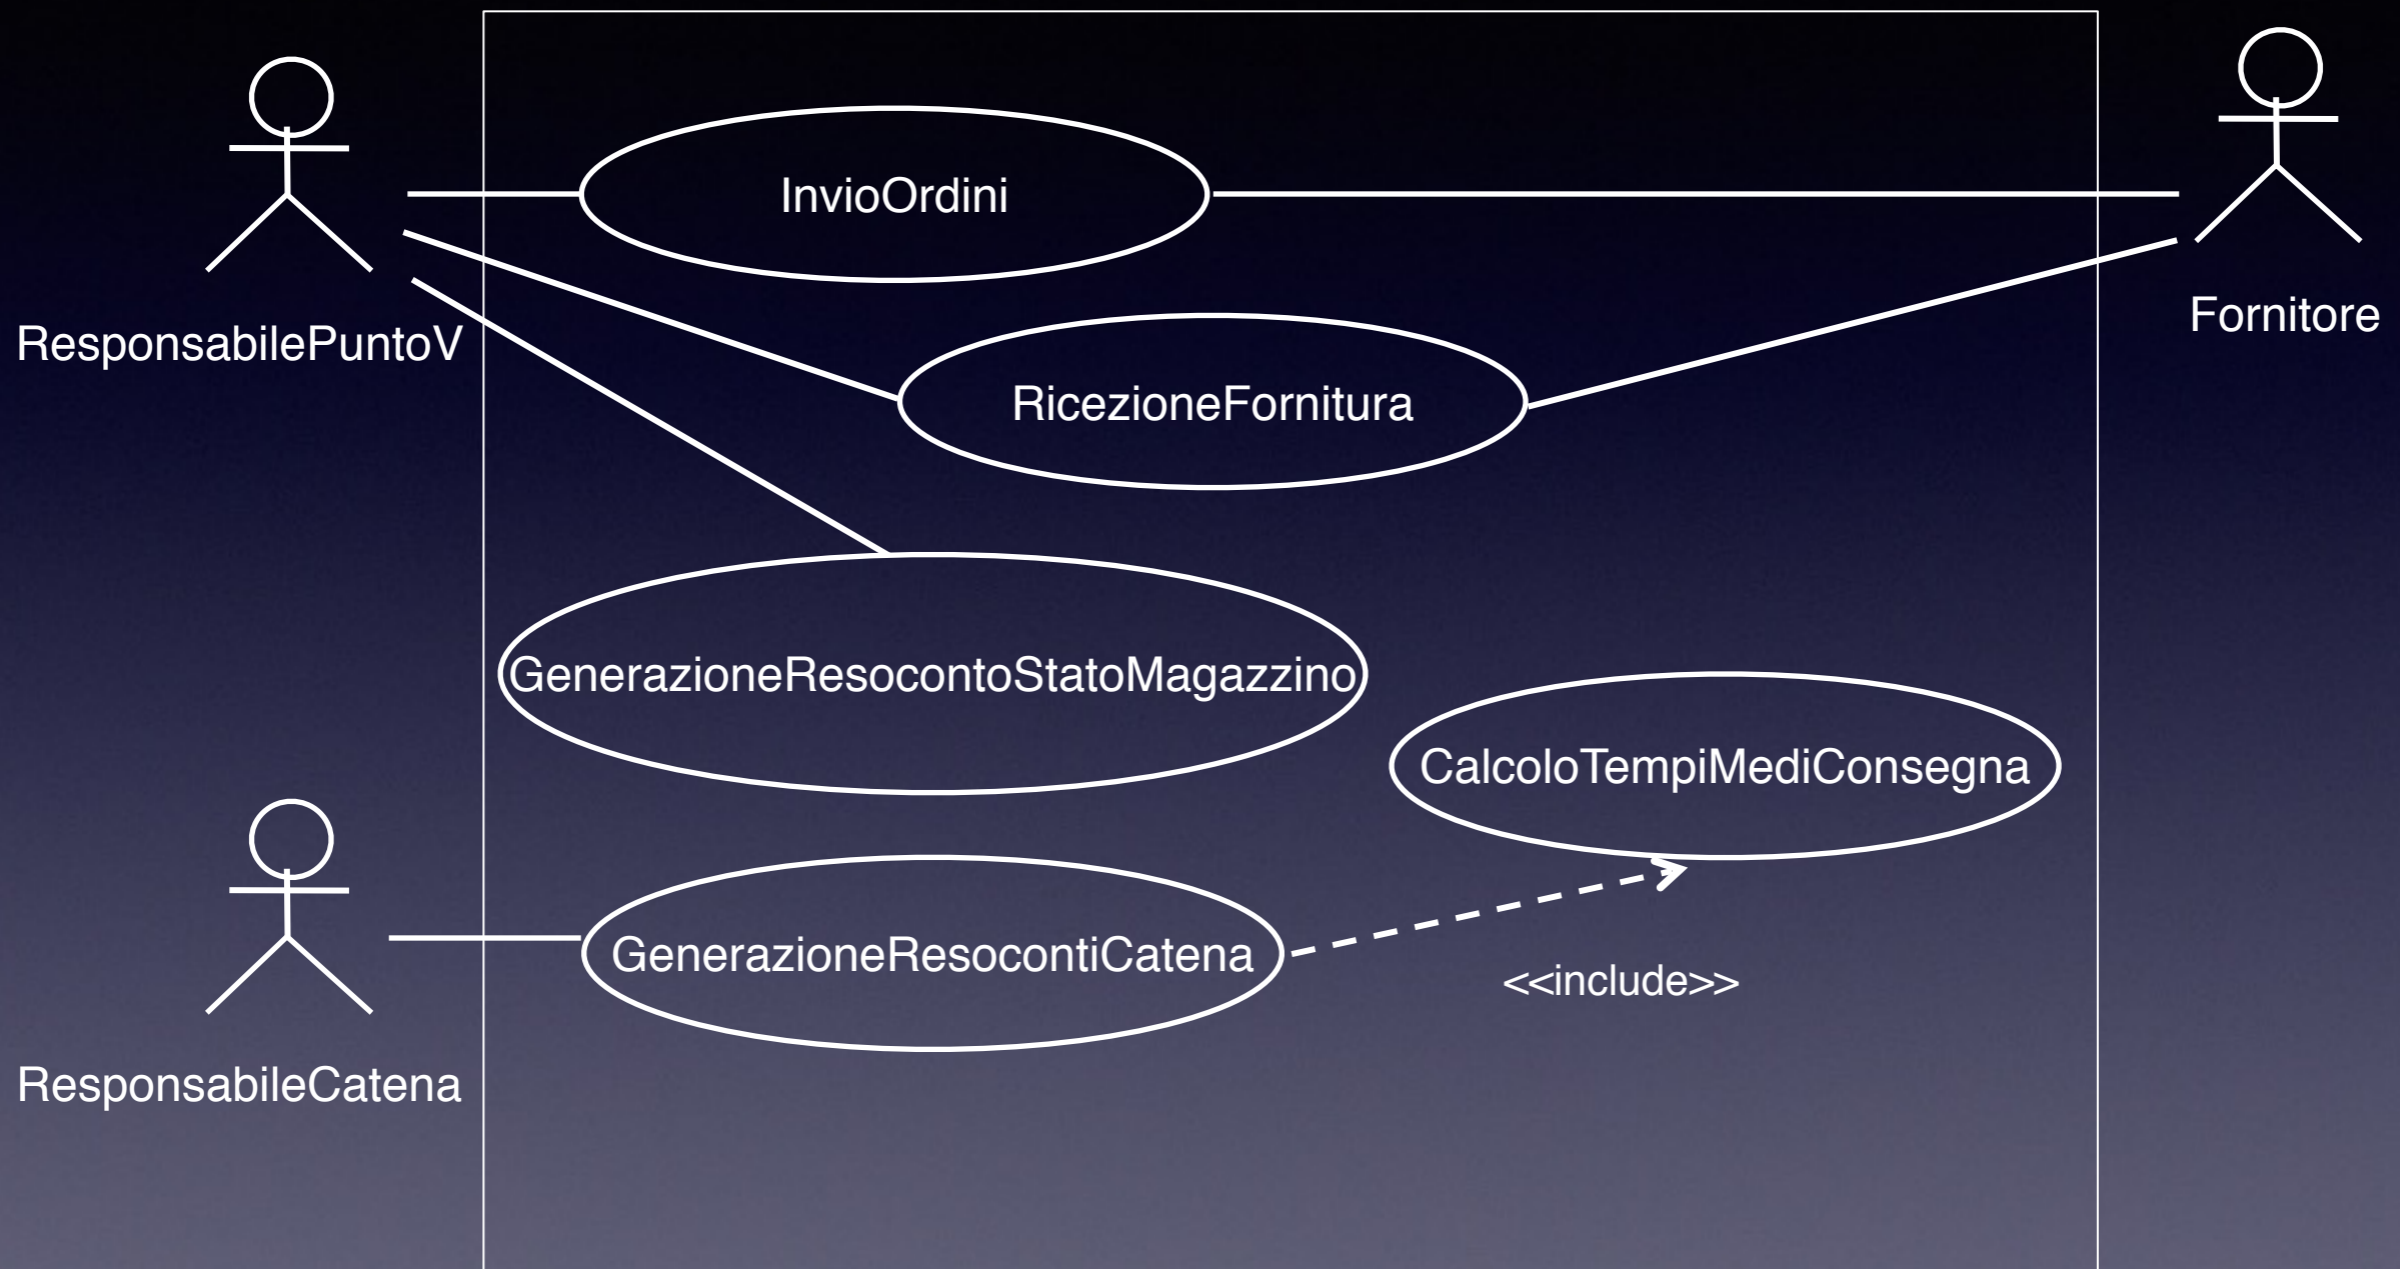 InvioOrdini
Fornitore
ResponsabilePuntoV
RicezioneFornitura
GenerazioneResocontoStatoMagazzino
CalcoloTempiMediConsegna
GenerazioneResocontiCatena
<<include>>
ResponsabileCatena